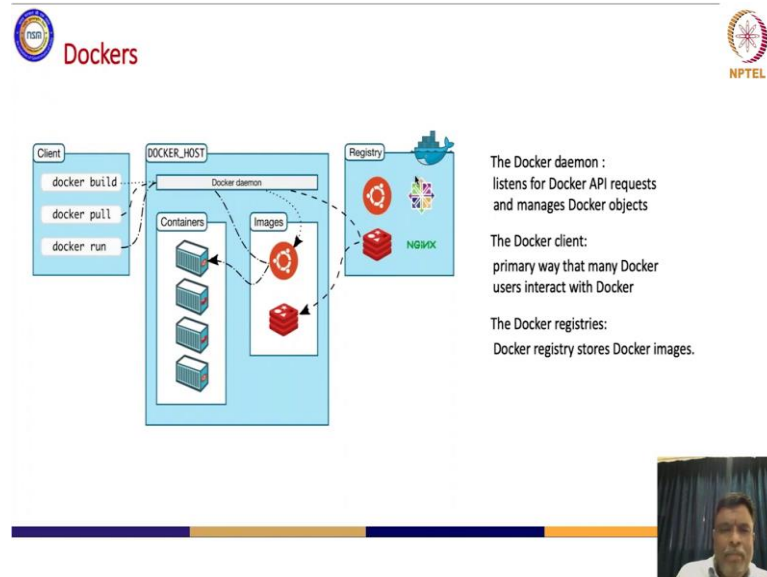 nsm
Dockers
NPTEL
Client
docker build
docker pull
docker run
DOCKER_HOST
Docker daemon
Containers
Images
Registry
NGiNX
The Docker daemon :
listens for Docker API requests
and manages Docker objects
The Docker client:
primary way that many Docker
users interact with Docker
The Docker registries:
Docker registry stores Docker images.